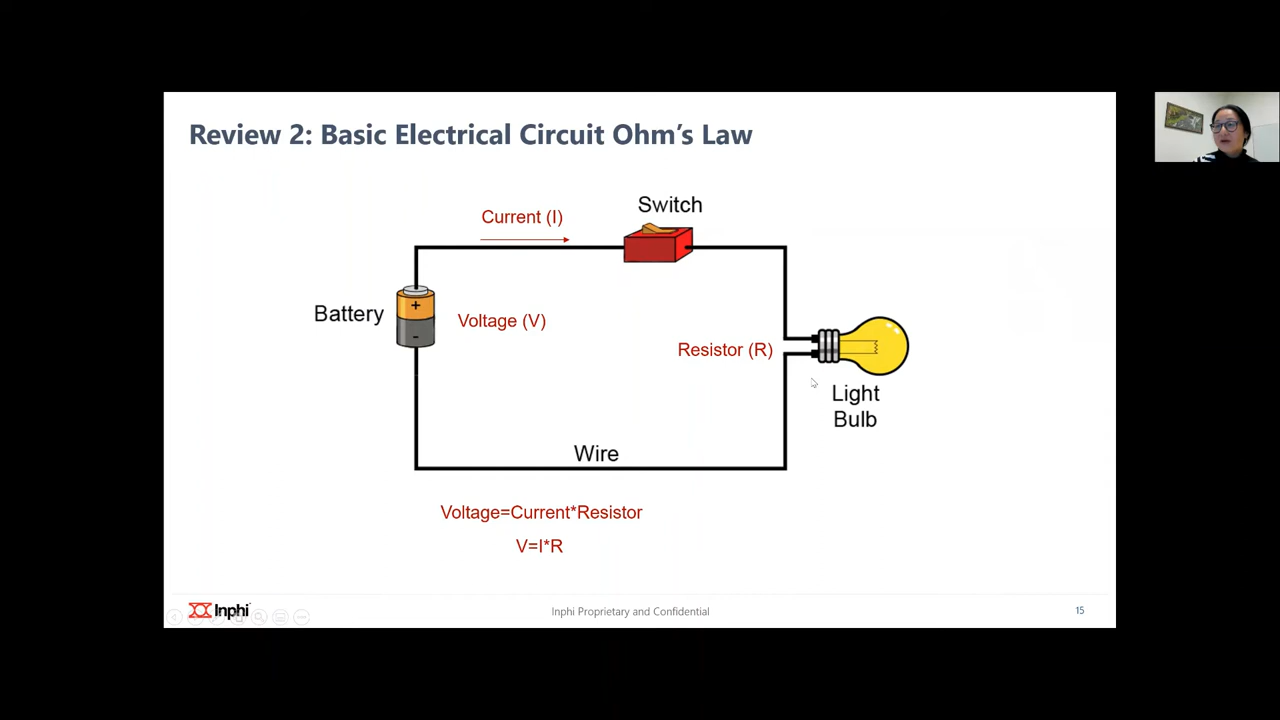 Review 2: Basic Electrical Circuit Ohm's Law
Switch
Current (I)
Battery
+
-
Voltage (V)
Resistor (R)
Light
Bulb
Wire
Voltage=Current*Resistor
V=I*R
Inphi
Inphi Proprietary and Confidential
15